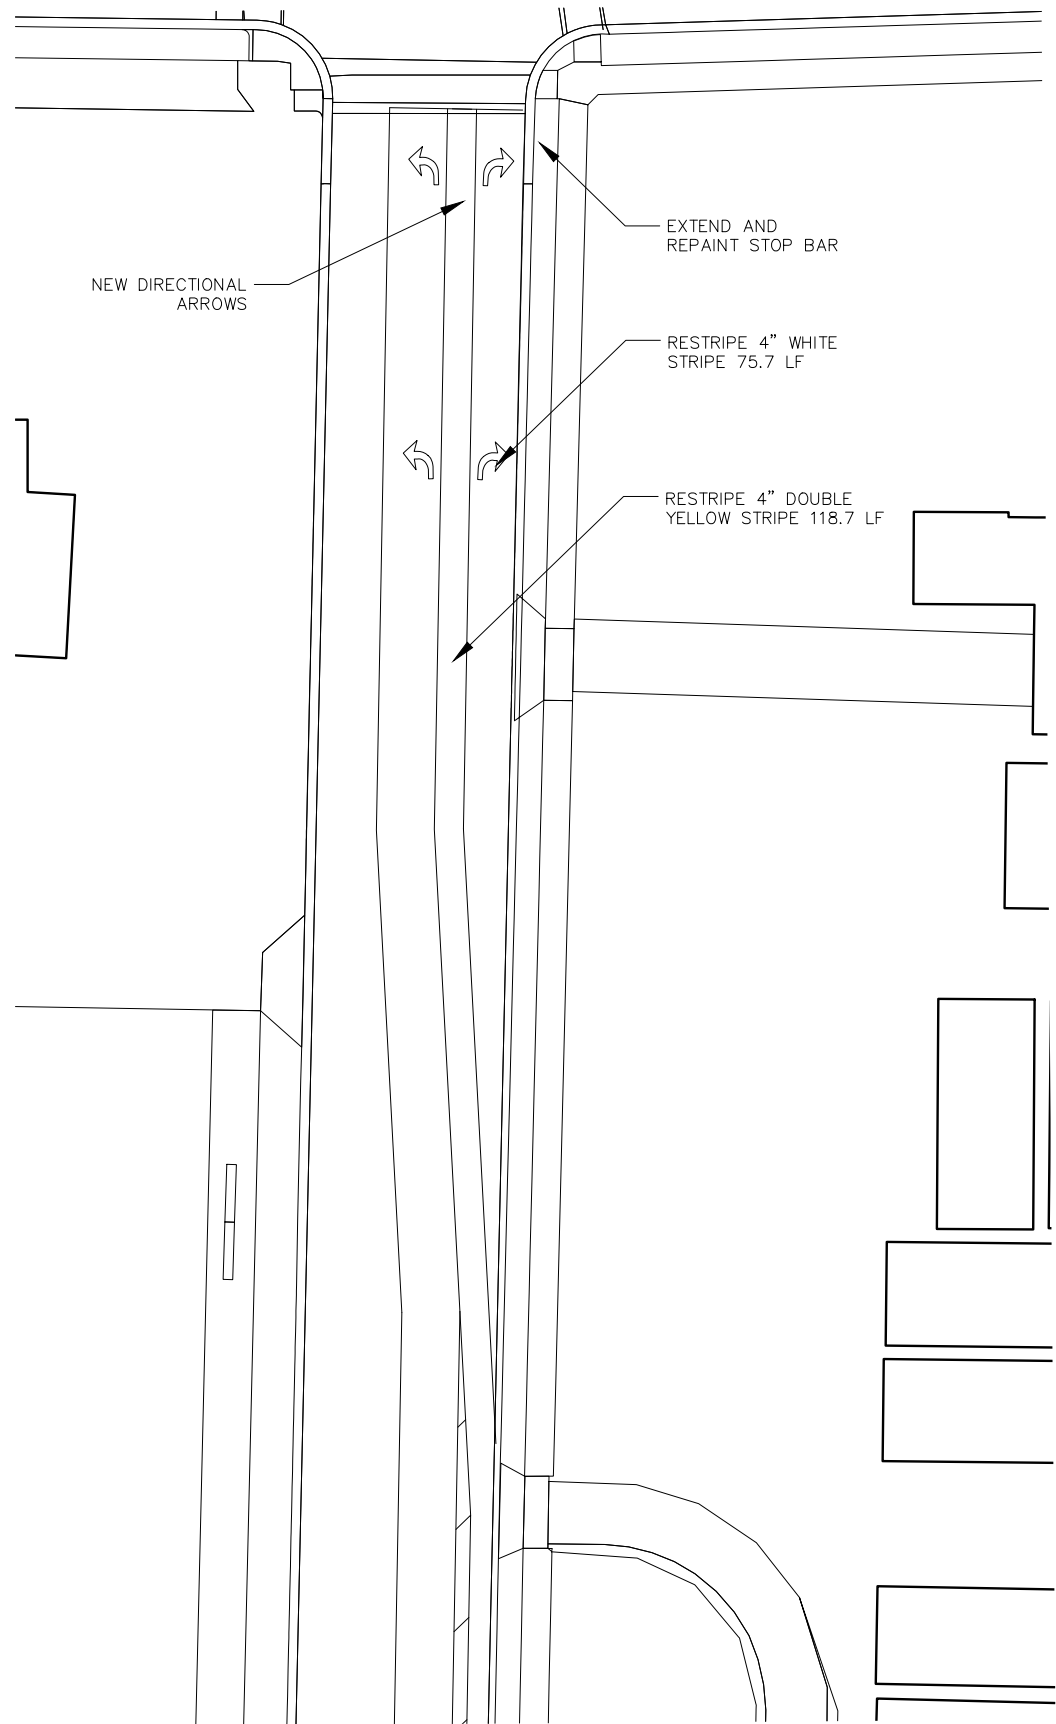 EXTEND AND
REPAINT STOP BAR
NEW DIRECTIONAL
ARROWS
RESTRIPE 4” WHITE
STRIPE 75.7 LF
RESTRIPE 4” DOUBLE
YELLOW STRIPE 118.7 LF